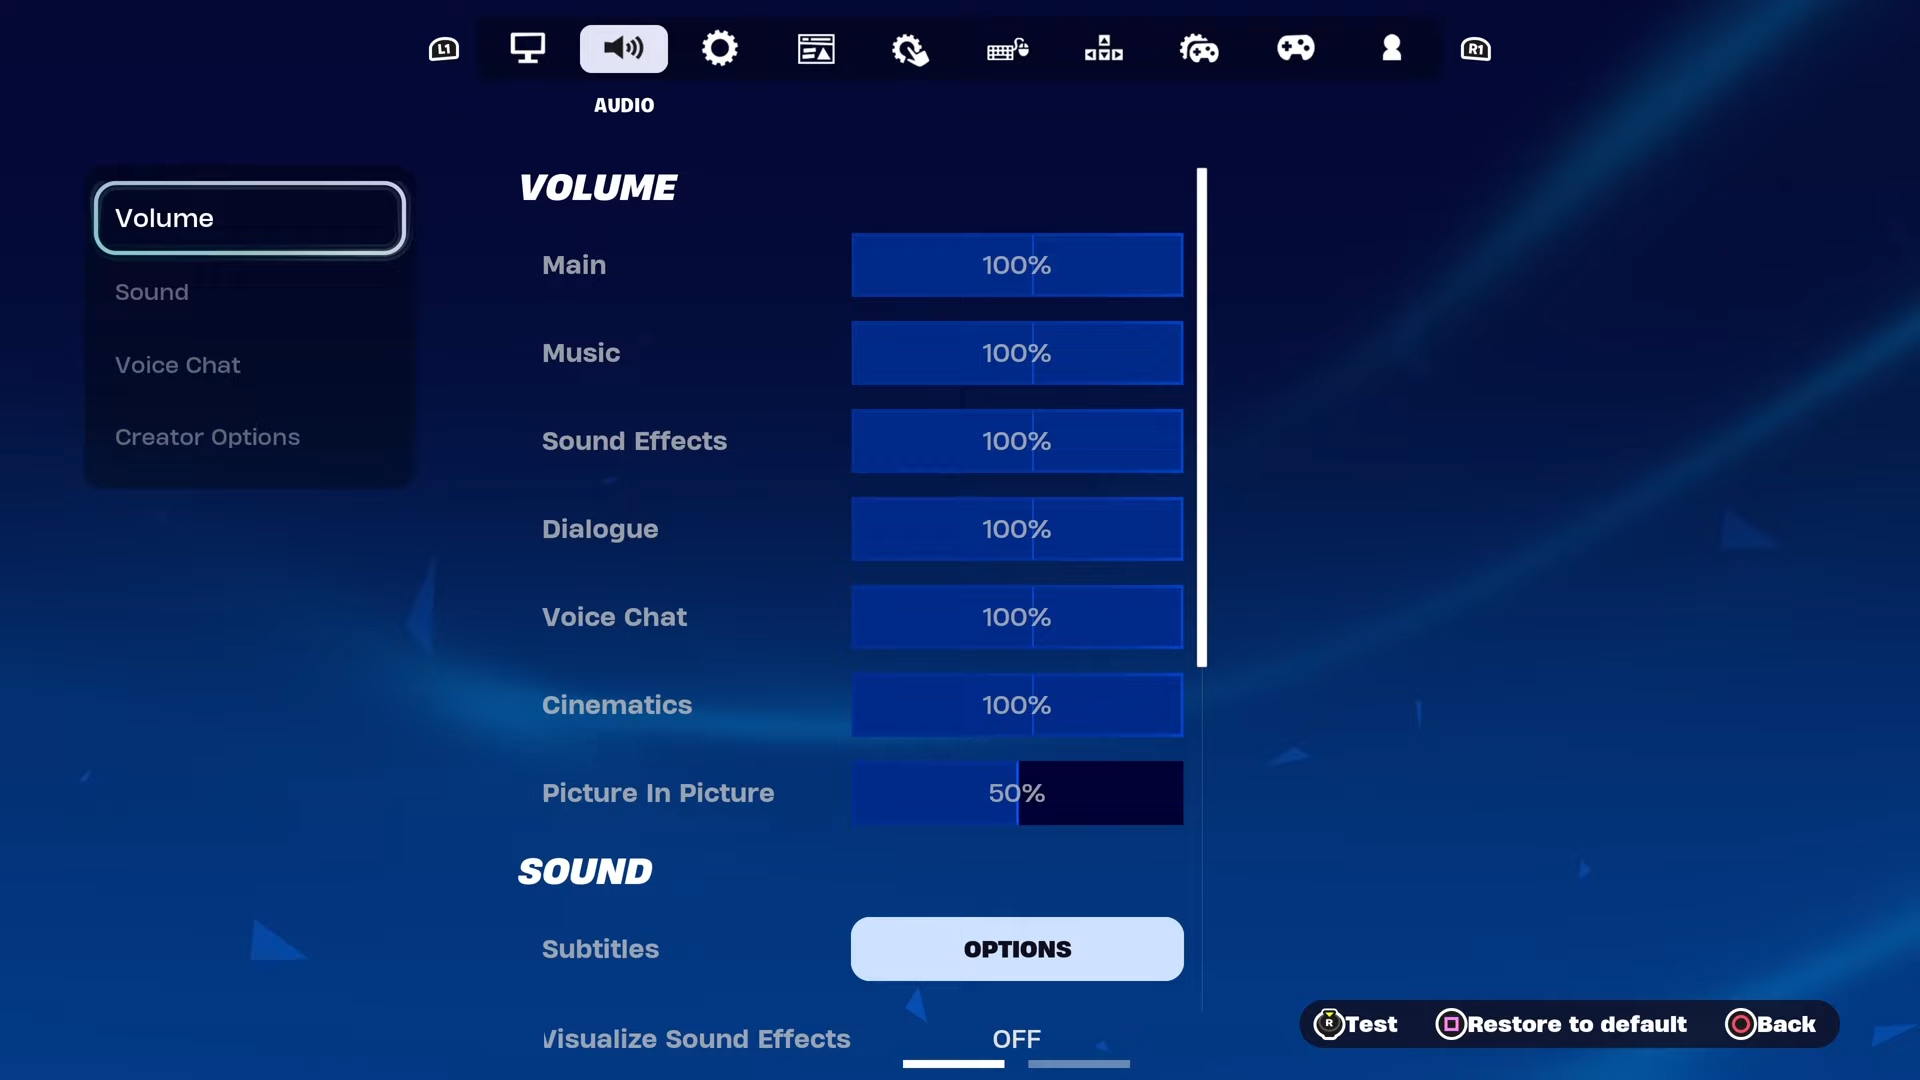 L1
R1
AUDIO
Volume
Sound
Voice Chat
Creator Options
VOLUME
Main 100%
Music 100%
Sound Effects 100%
Dialogue 100%
Voice Chat 100%
Cinematics 100%
Picture In Picture 50%
SOUND
Subtitles OPTIONS
Visualize Sound Effects OFF
R Test Restore to default Back